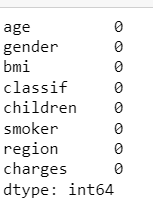 age 0
gender 0
bmi 0
classif 0
children 0
smoker 0
region 0
charges 0
dtype: int64